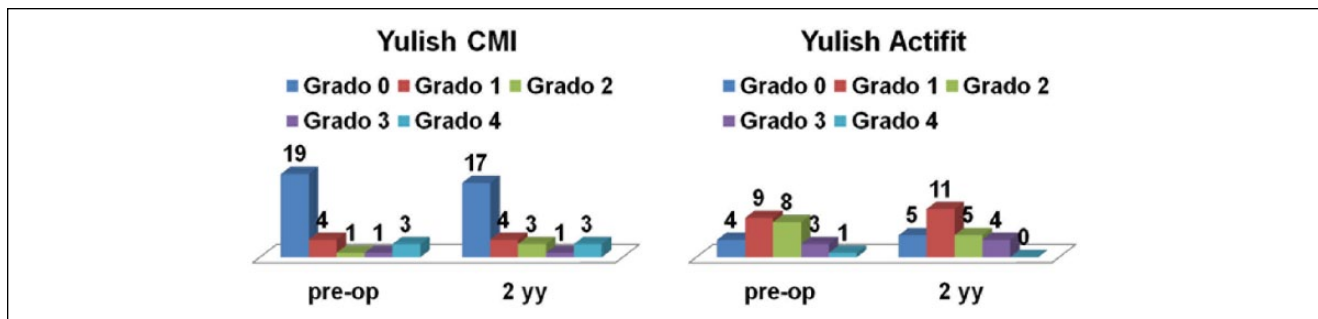 Yulish CMI
Grado 0 Grado 1 Grado 2
Grado 3 Grado 4
19 4 1 1 3 17 4 3 1 3
pre-op 2 yy
Yulish Actifit
Grado 0 Grado 1 Grado 2
Grado 3 Grado 4
4 9 8 3 1 5 11 5 4 0
pre-op 2 yy